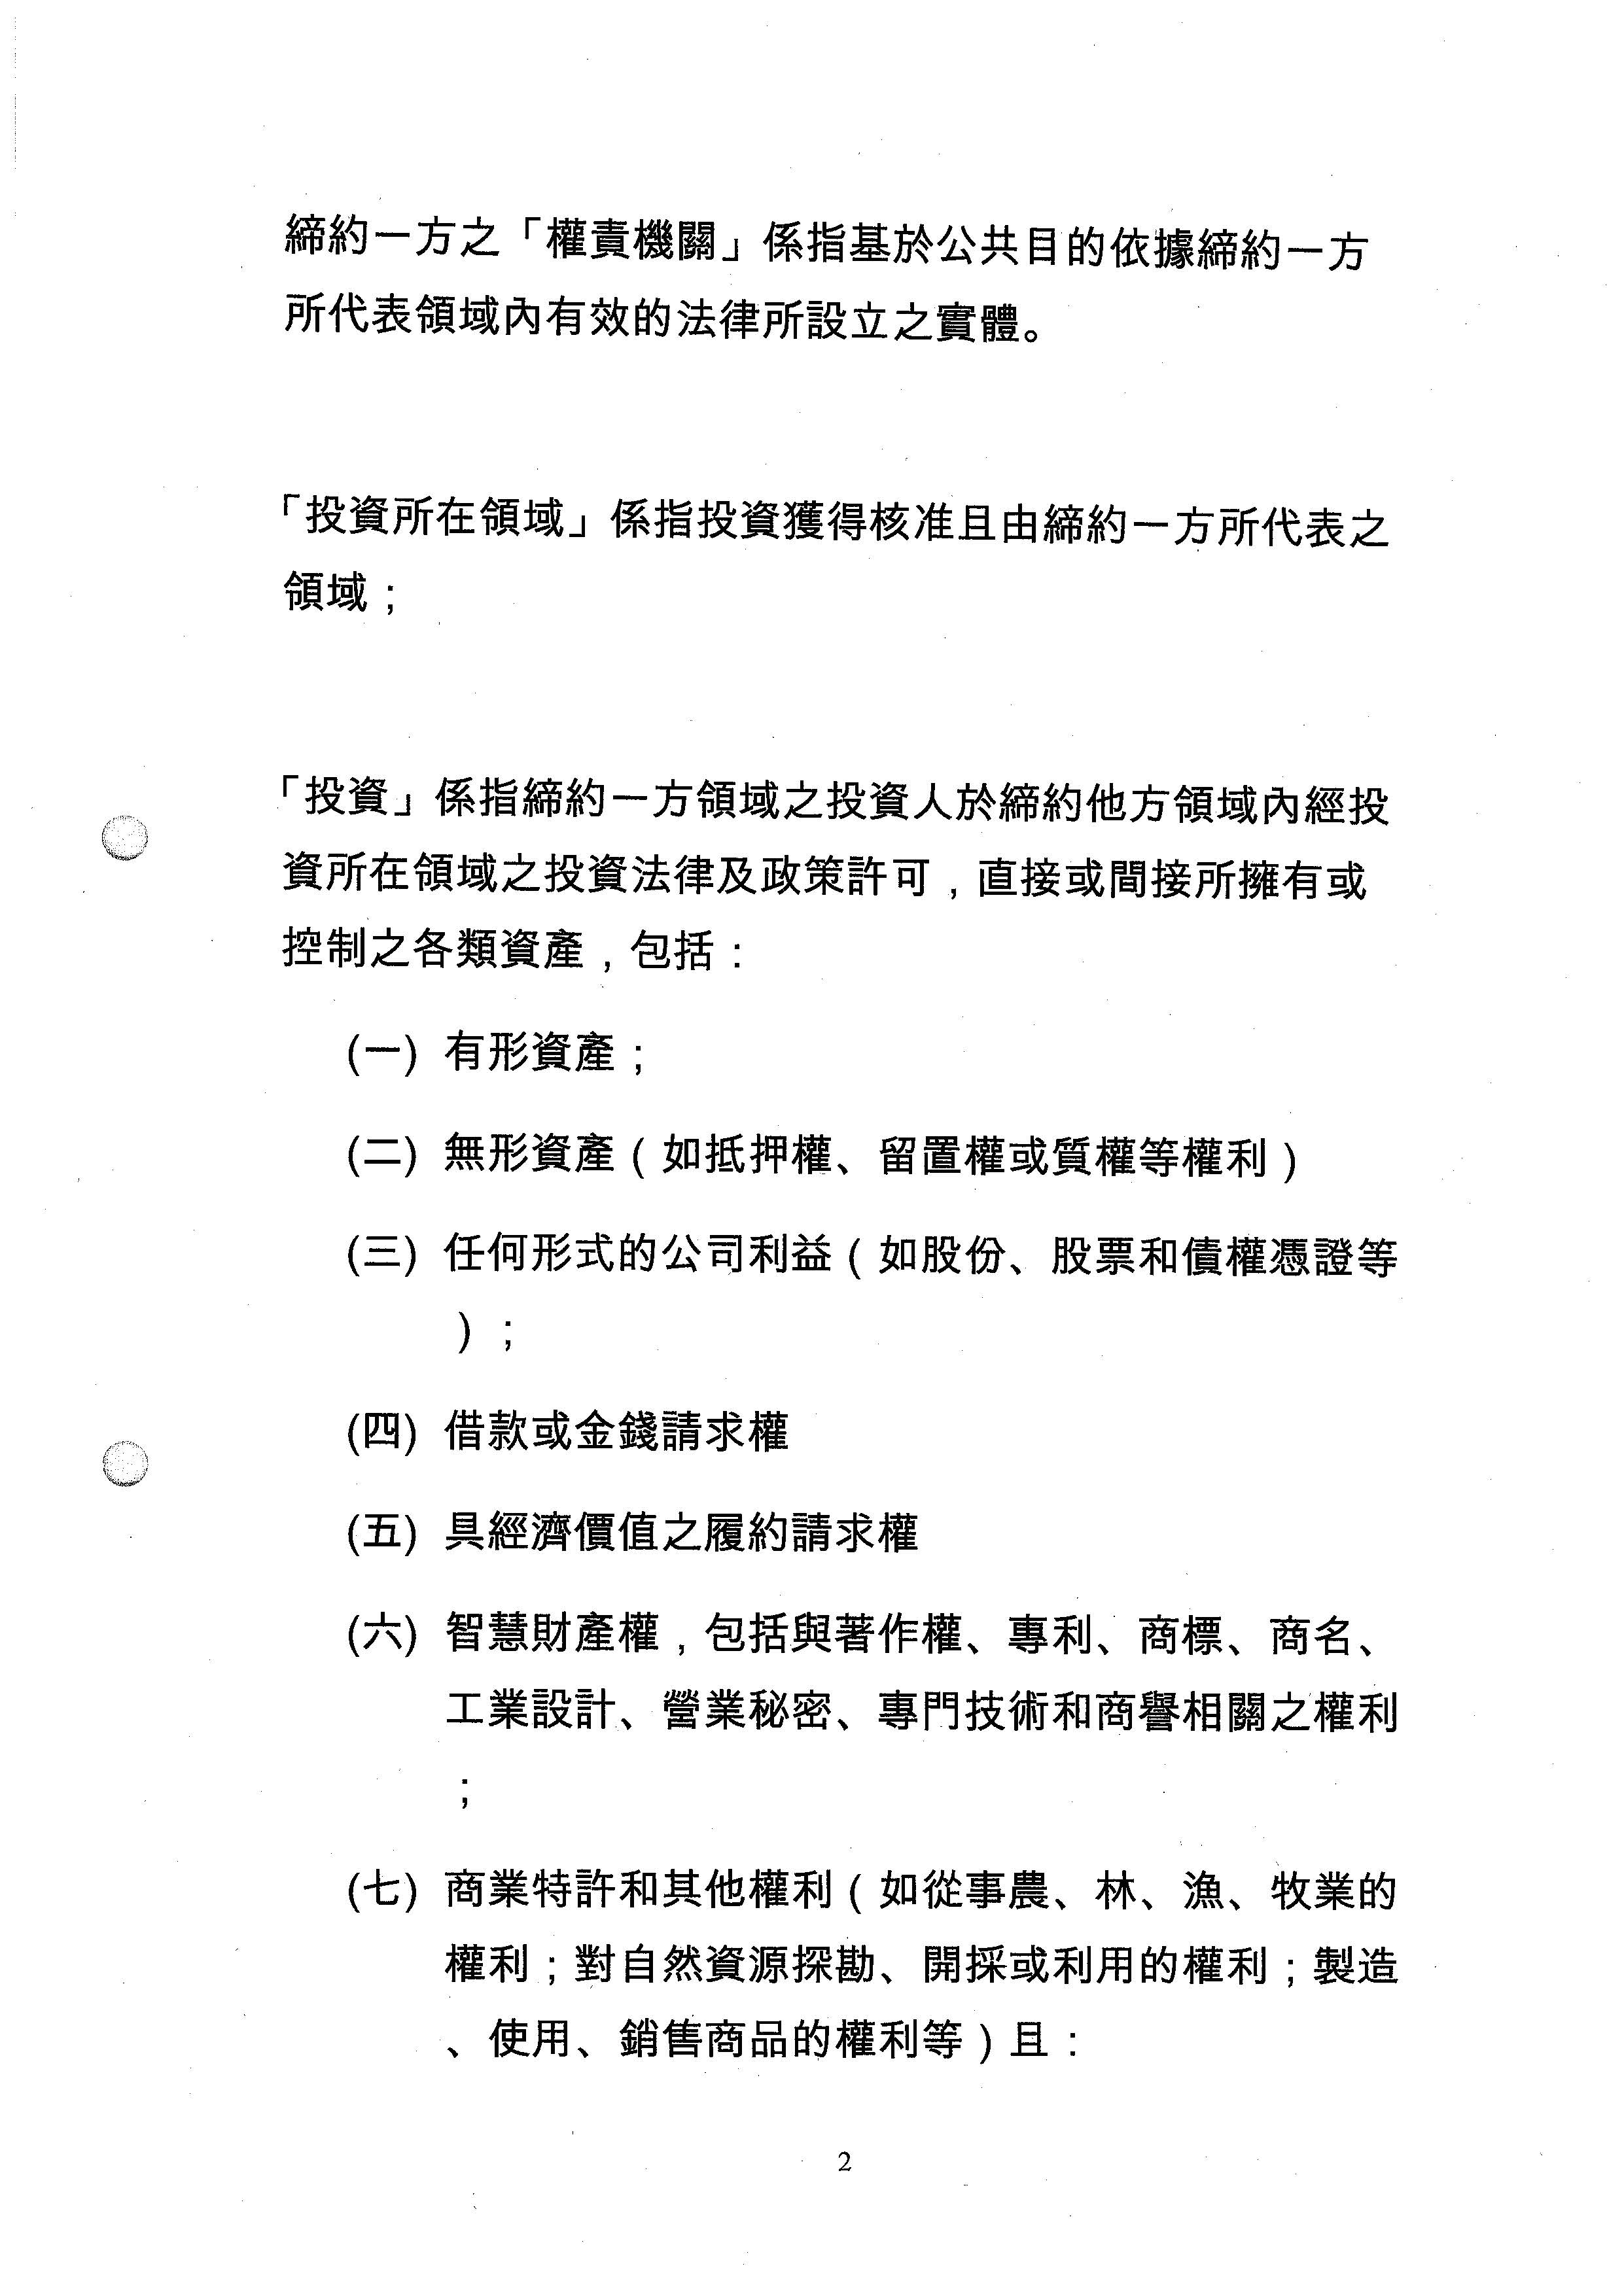 締約一方之「權責機關」係指基於公共目的依據締約一方
所代表領域內有效的法律所設立之實體。
「投資所在領域」係指投資獲得核准且由締約一方所代表之
領域；
「投資」係指締約一方領域之投資人於締約他方領域內經投
資所在領域之投資法律及政策許可，直接或間接所擁有或
控制之各類資產，包括：
(一) 有形資產；
(二) 無形資產（如抵押權、留置權或質權等權利）
(三) 任何形式的公司利益（如股份、股票和債權憑證等
）；
(四) 借款或金錢請求權
(五) 具經濟價值之履約請求權
(六) 智慧財產權，包括與著作權、專利、商標、商名、
工業設計、營業秘密、專門技術和商譽相關之權利
；
(七) 商業特許和其他權利（如從事農、林、漁、牧業的
權利；對自然資源探勘、開採或利用的權利；製造
、使用、銷售商品的權利等）且：
2